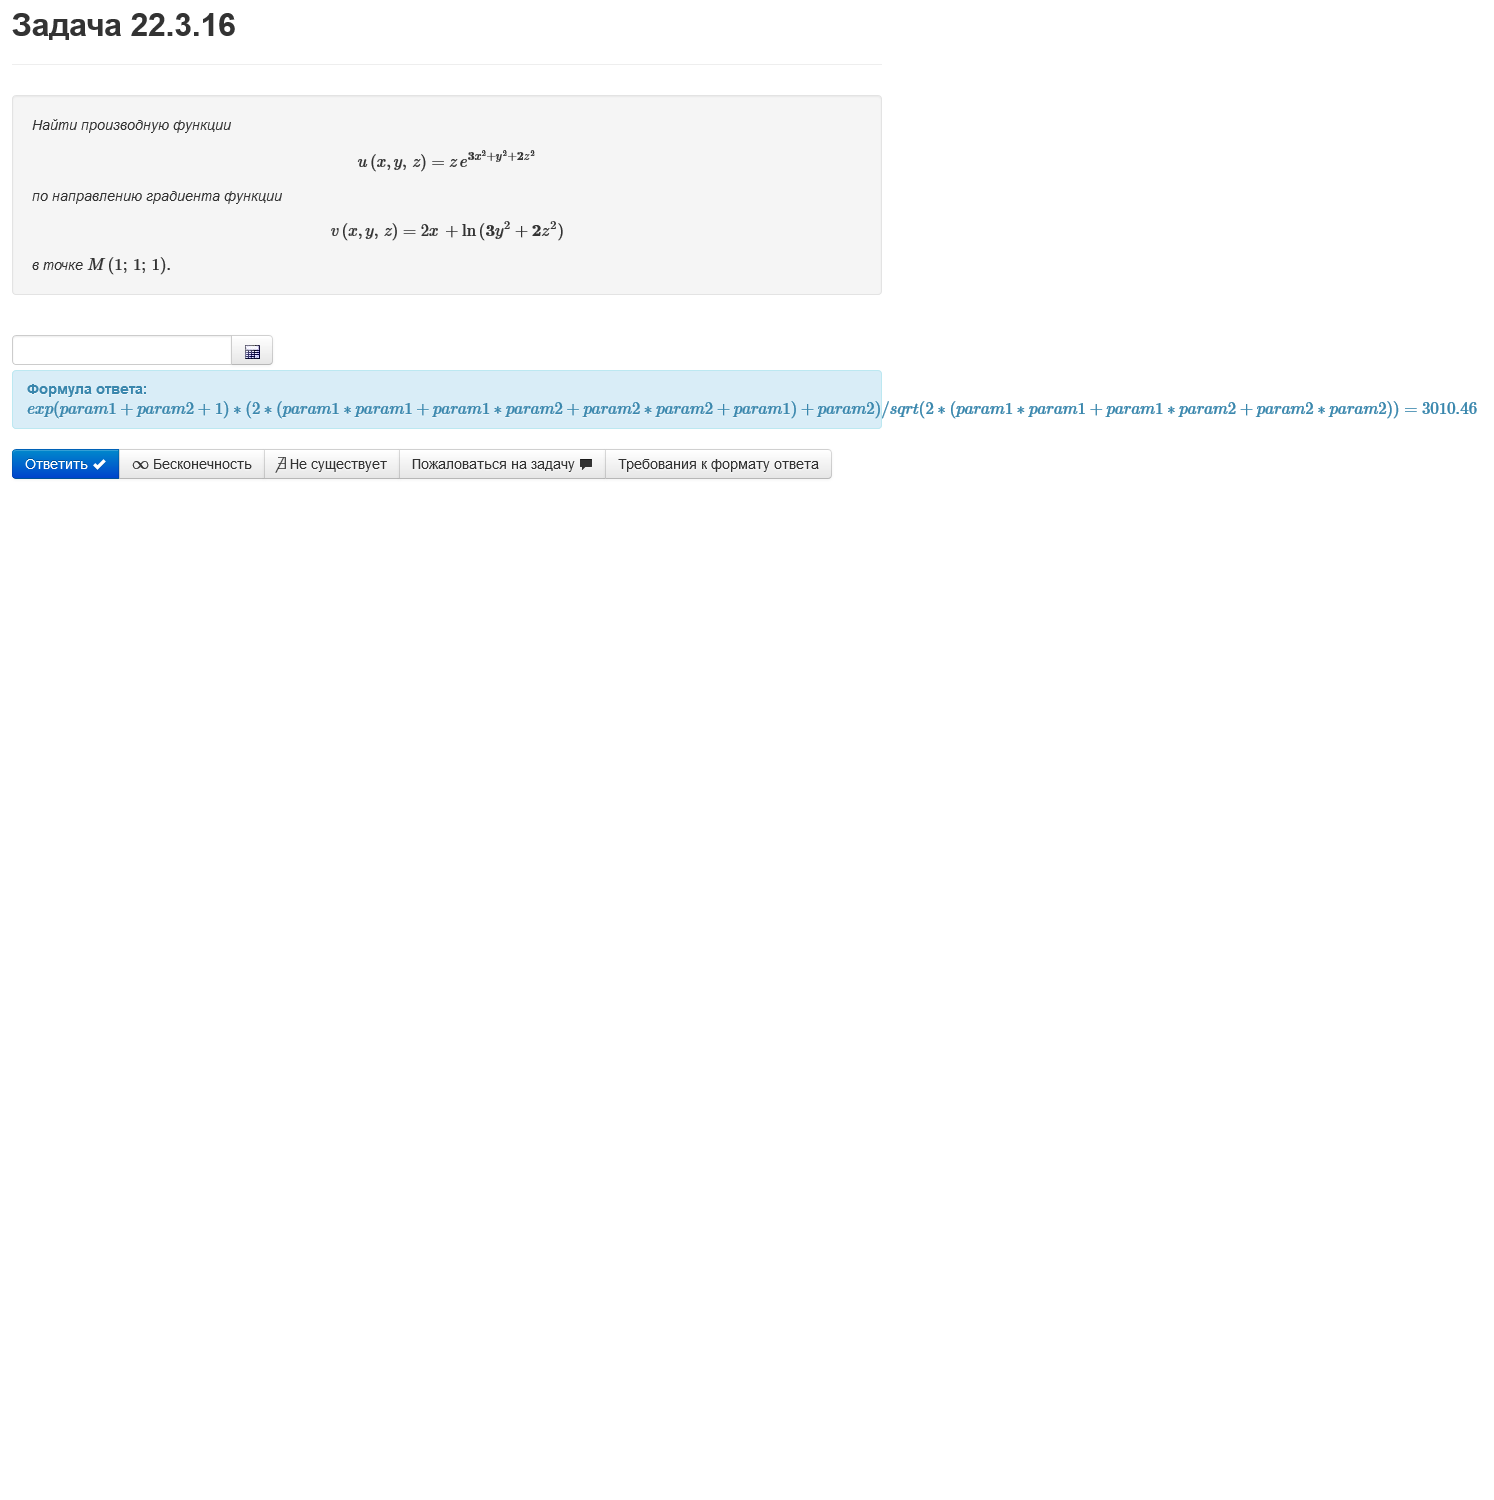 Задача 22.3.16
Найти производную функции
u (x, y, z) = z e^{3x^2+y^2+2z^2}
по направлению градиента функции
v (x, y, z) = 2x + ln (3y^2 + 2z^2)
в точке M (1; 1; 1).
Формула ответа:
exp(param1 + param2 + 1) * (2 * (param1 * param1 + param1 * param2 + param2 * param2 + param1) + param2)/sqrt(2 * (param1 * param1 + param1 * param2 + param2 * param2)) = 3010.46
Ответить ✔ ∞ Бесконечность ∄ Не существует Пожаловаться на задачу Требования к формату ответа